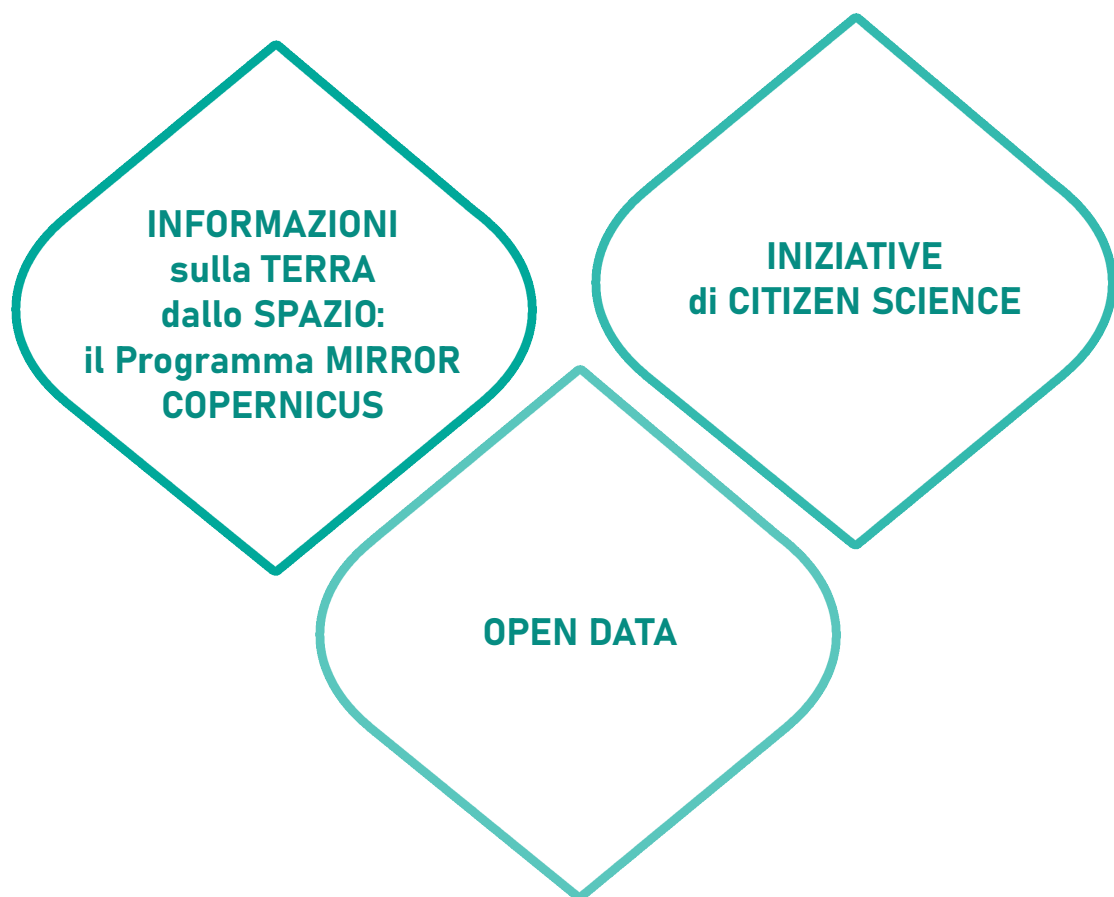 INFORMAZIONI
sulla TERRA
dallo SPAZIO:
il Programma MIRROR
COPERNICUS
INIZIATIVE
di CITIZEN SCIENCE
OPEN DATA